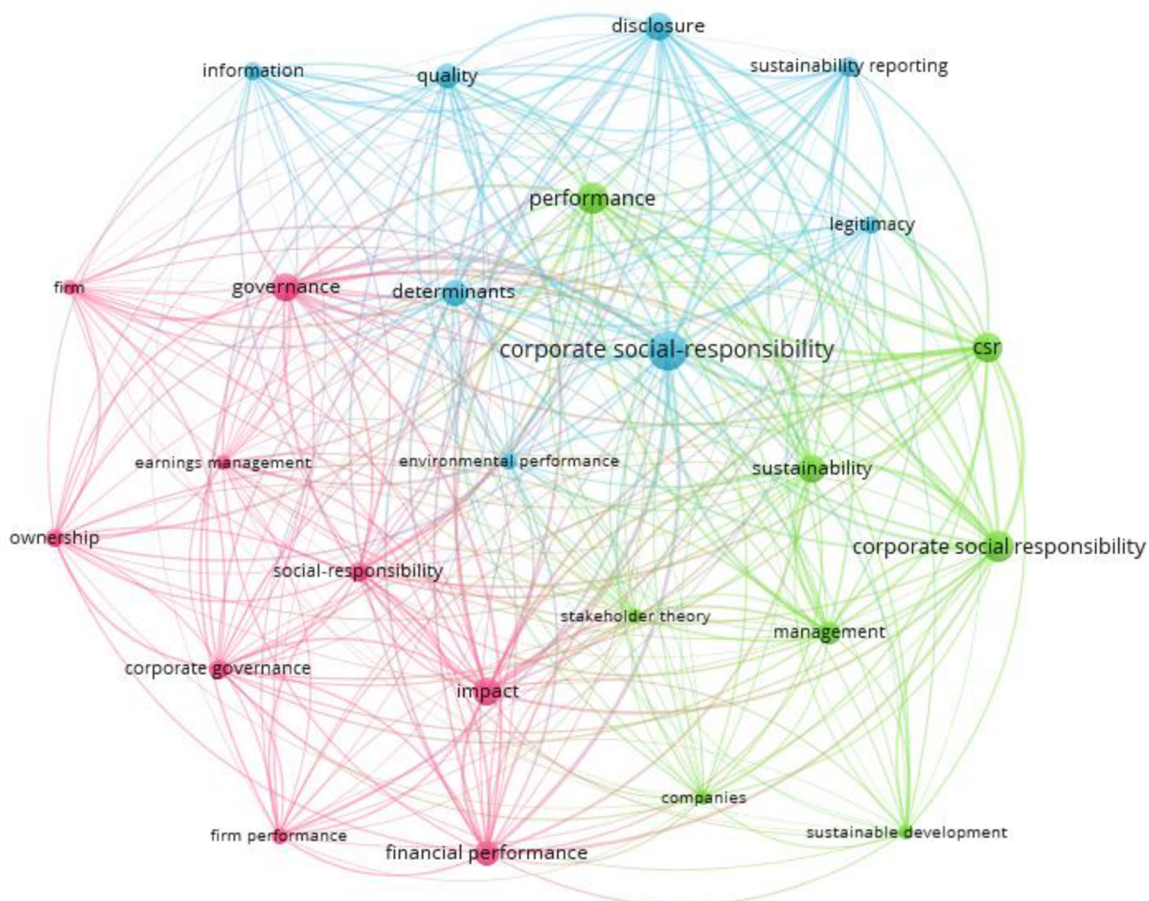 disclosure
information
quality
sustainability reporting
performance
legitimacy
firm
governance
determinants
corporate social-responsibility
csr
earnings management
environmental performance
sustainability
ownership
corporate social responsibility
social-responsibility
stakeholder theory
management
corporate governance
impact
companies
firm performance
financial performance
sustainable development